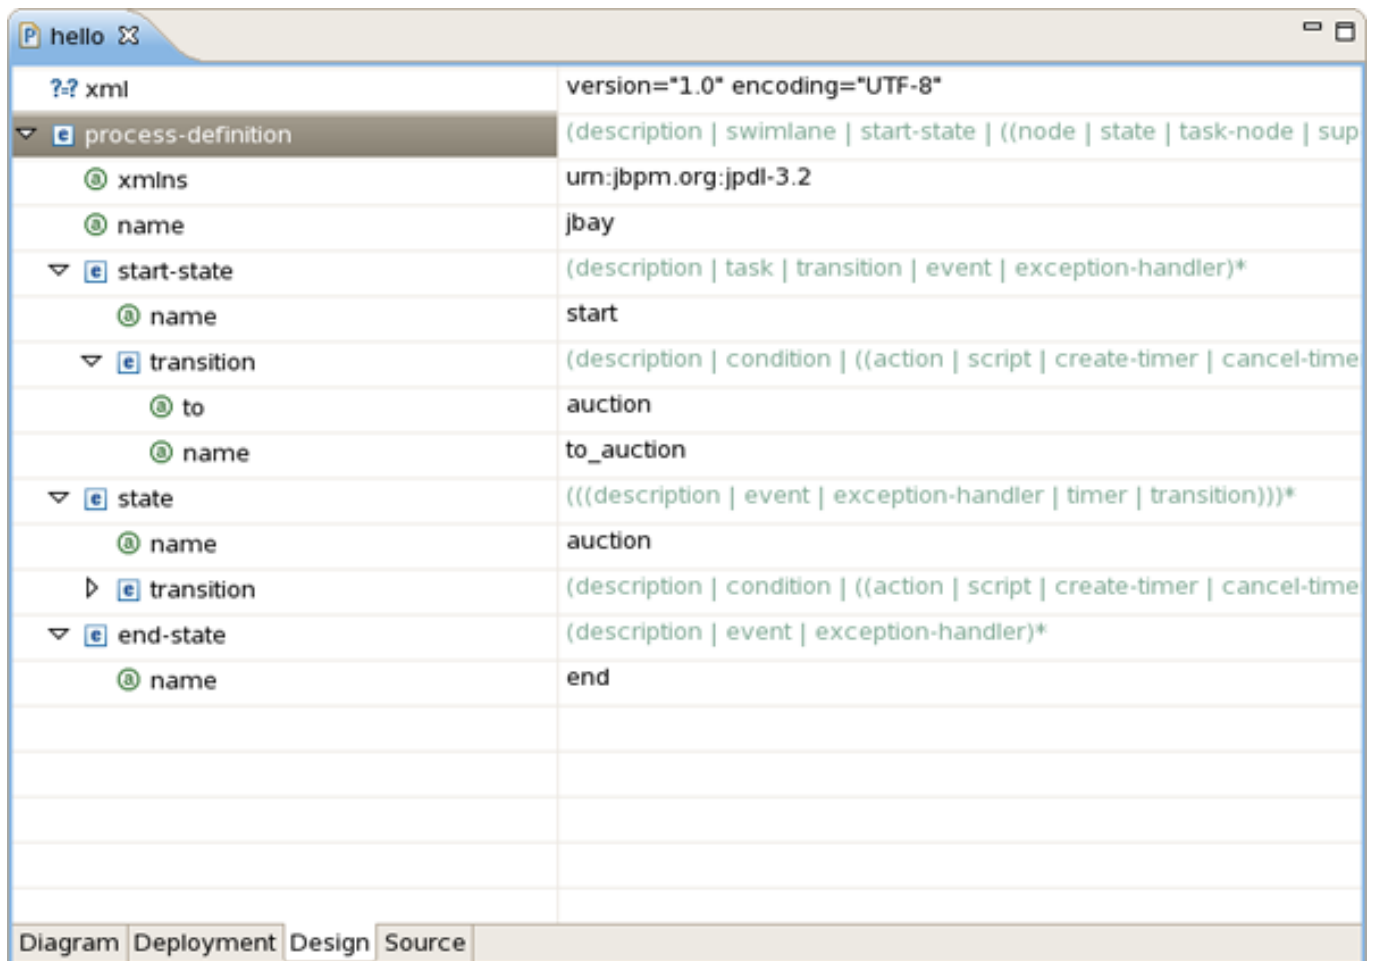 hello
xml version="1.0" encoding="UTF-8"
process-definition (description | swimlane | start-state | ((node | state | task-node | sup
xmlns urn:jbpm.org:jpdl-3.2
name jbay
start-state (description | task | transition | event | exception-handler)*
name start
transition (description | condition | ((action | script | create-timer | cancel-time
to auction
name to_auction
state (((description | event | exception-handler | timer | transition)))*
name auction
transition (description | condition | ((action | script | create-timer | cancel-time
end-state (description | event | exception-handler)*
name end
Diagram Deployment Design Source